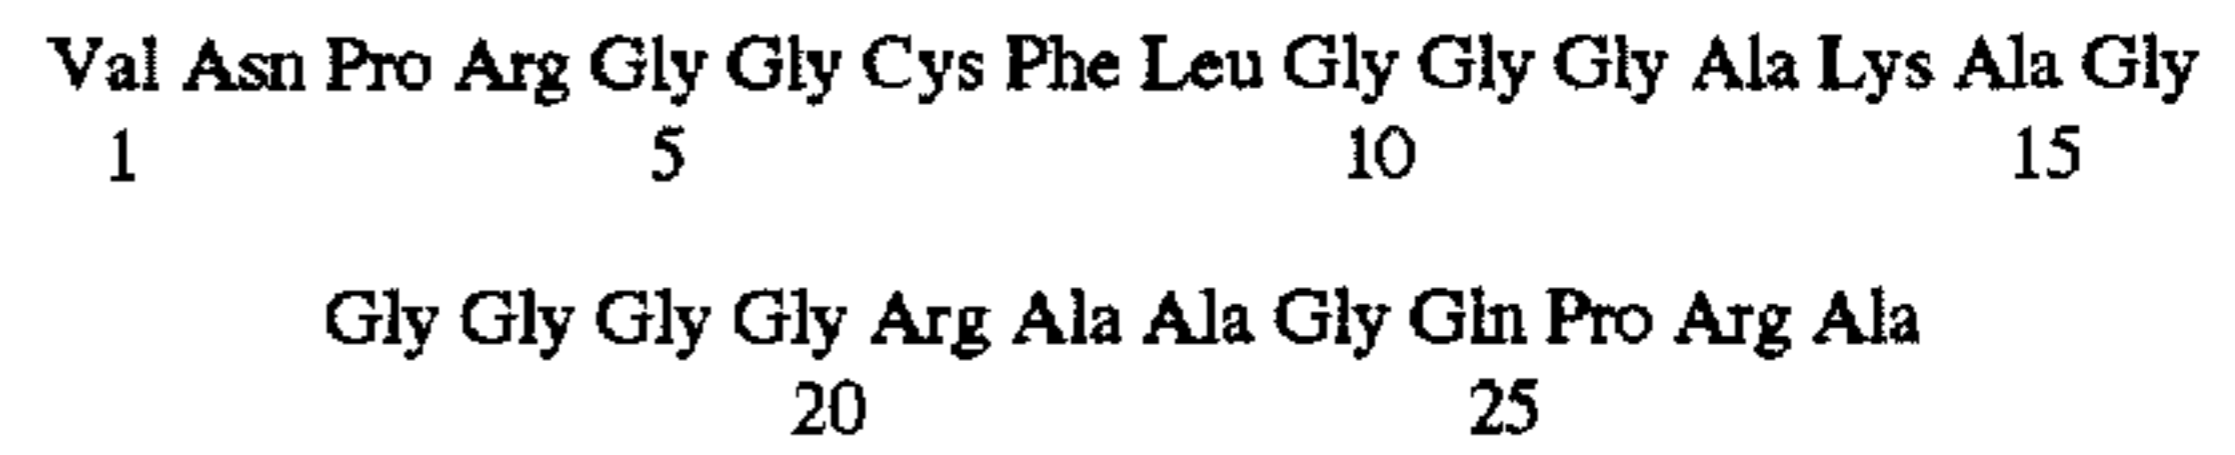 Val Asn Pro Arg Gly Gly Cys Phe Leu Gly Gly Gly Ala Lys Ala Gly
1 5 10 15
Gly Gly Gly Gly Arg Ala Ala Gly Gln Pro Arg Ala
20 25